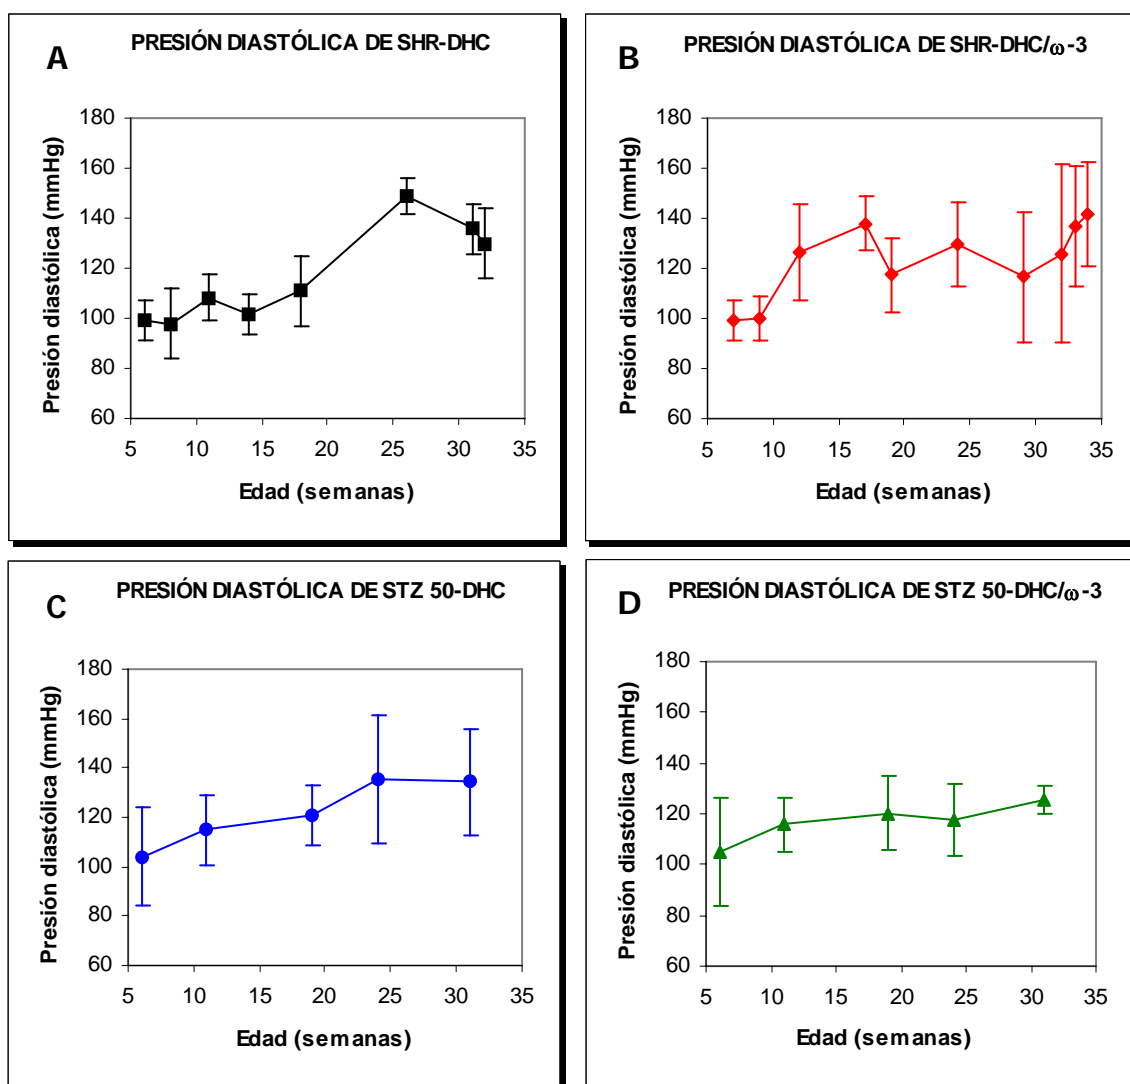 A
PRESIÓN DIASTÓLICA DE SHR-DHC
Presión diastólica (mmHg)
180
160
140
120
100
80
60
5 10 15 20 25 30 35
Edad (semanas)
B
PRESIÓN DIASTÓLICA DE SHR-DHC/ω-3
Presión diastólica (mmHg)
180
160
140
120
100
80
60
5 10 15 20 25 30 35
Edad (semanas)
C
PRESIÓN DIASTÓLICA DE STZ 50-DHC
Presión diastólica (mmHg)
180
160
140
120
100
80
60
5 10 15 20 25 30 35
Edad (semanas)
D
PRESIÓN DIASTÓLICA DE STZ 50-DHC/ω-3
Presión diastólica (mmHg)
180
160
140
120
100
80
60
5 10 15 20 25 30 35
Edad (semanas)